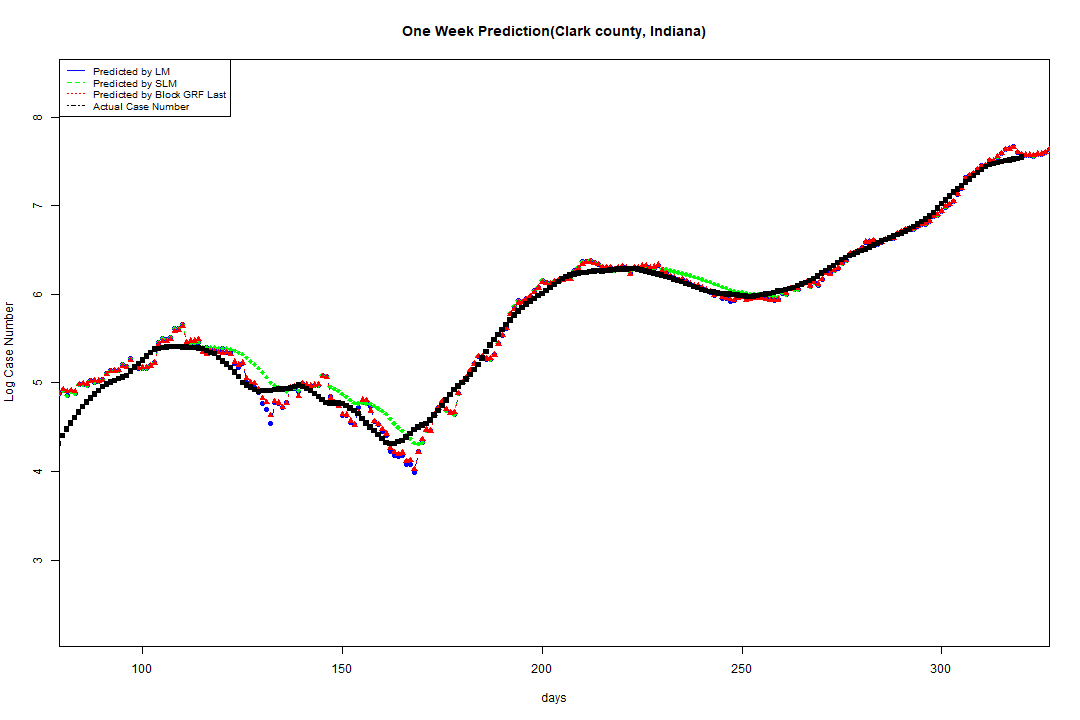 One Week Prediction(Clark county, Indiana)
Predicted by LM
Predicted by SLM
Predicted by Block GRF Last
Actual Case Number
8
7
6
5
4
3
Log Case Number
100 150 200 250 300
days